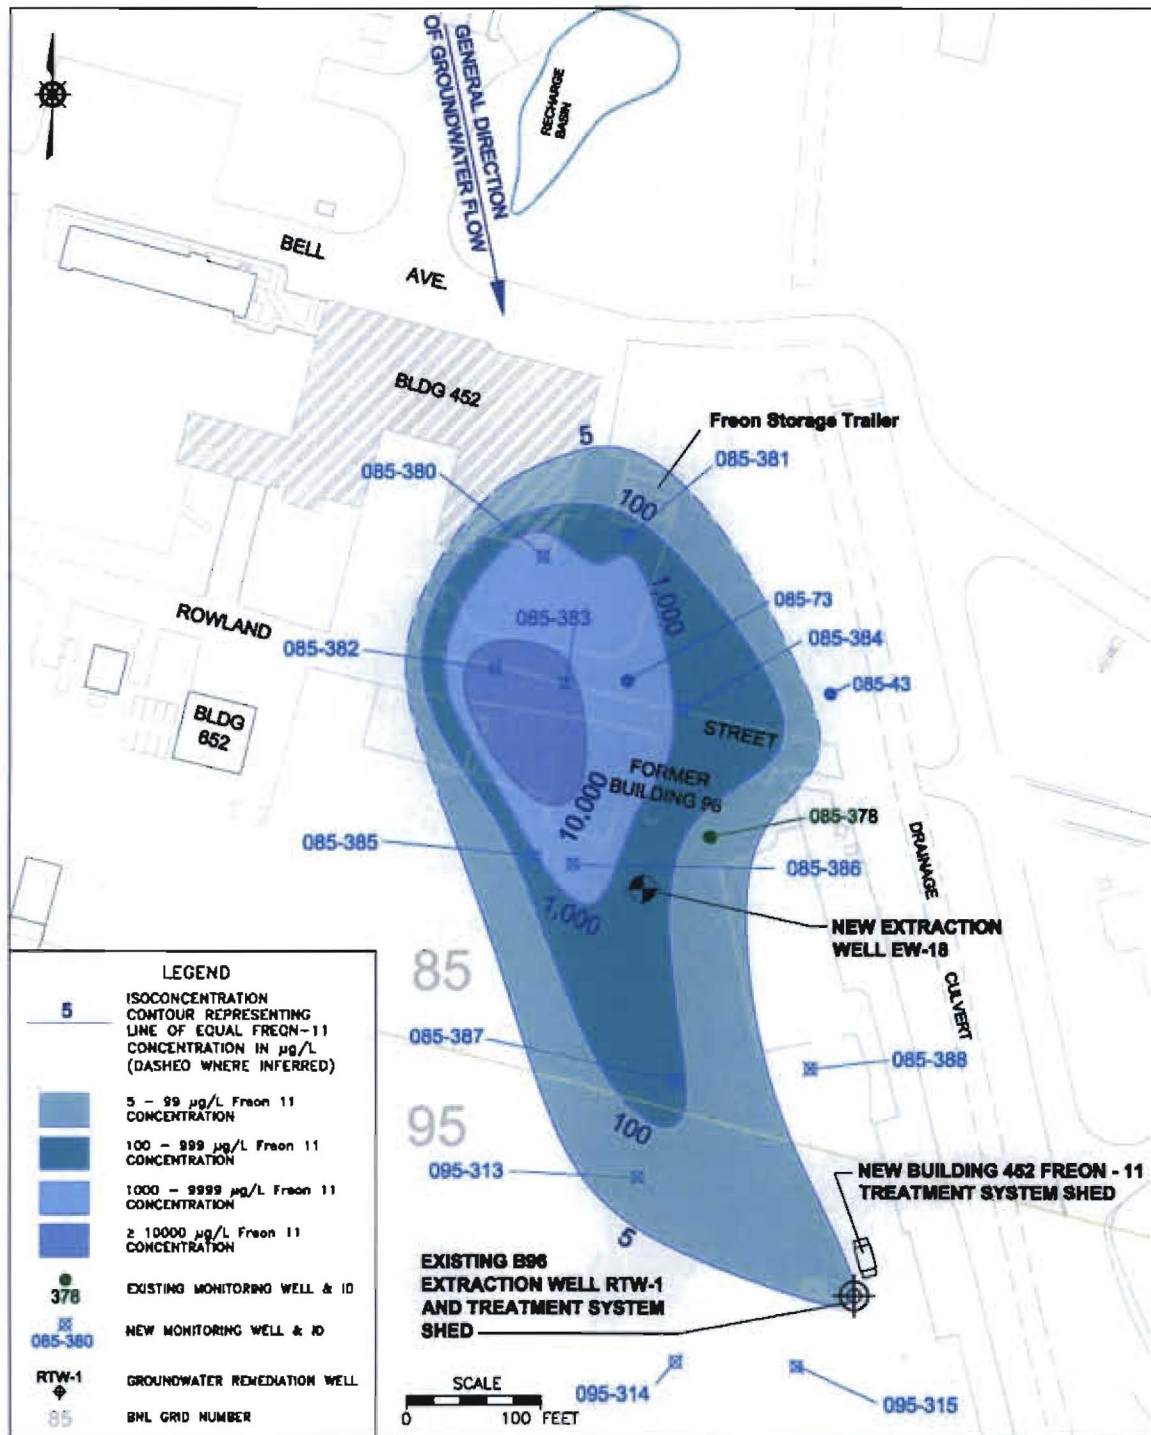 GENERAL DIRECTION
OF GROUNDWATER FLOW
RECHARGE
BASIN
BELL
AVE.
BLDG 452
Freon Storage Trailer
5
085-380
085-381
100
1,000
085-73
ROWLAND
085-383
085-384
085-382
085-43
STREET
BLDG
652
FORMER
BUILDING 96
10,000
085-378
DRAINAGE
085-385
085-386
1,000
NEW EXTRACTION
WELL EW-18
85
CULVERT
085-387
085-388
95
100
095-313
NEW BUILDING 452 FREON - 11
TREATMENT SYSTEM SHED
5
EXISTING B96
EXTRACTION WELL RTW-1
AND TREATMENT SYSTEM
SHED
SCALE
0 100 FEET
095-314
095-315
LEGEND
5
ISOCONCENTRATION
CONTOUR REPRESENTING
LINE OF EQUAL FREON-11
CONCENTRATION IN µg/L
(DASHED WHERE INFERRED)
5 - 99 µg/L Freon 11
CONCENTRATION
100 - 999 µg/L Freon 11
CONCENTRATION
1000 - 9999 µg/L Freon 11
CONCENTRATION
≥ 10000 µg/L Freon 11
CONCENTRATION
378 EXISTING MONITORING WELL & ID
085-380 NEW MONITORING WELL & ID
RTW-1 GROUNDWATER REMEDIATION WELL
85 BNL GRID NUMBER